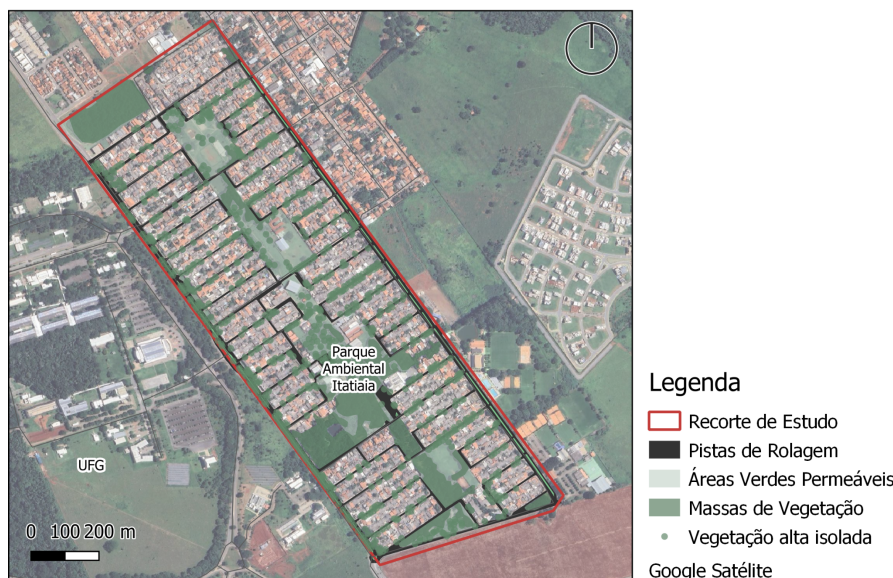 Parque
Ambiental
Itatiaia
UFG
0 100 200 m
Legenda
Recorte de Estudo
Pistas de Rolagem
Áreas Verdes Permeáveis
Massas de Vegetação
Vegetação alta isolada
Google Satélite